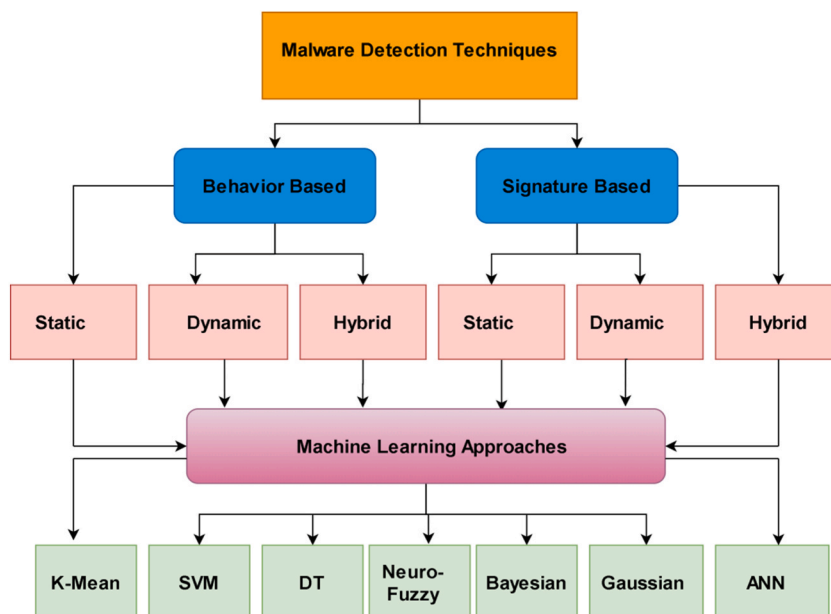 Malware Detection Techniques
Behavior Based
Signature Based
Static
Dynamic
Hybrid
Static
Dynamic
Hybrid
Machine Learning Approaches
K-Mean
SVM
DT
Neuro-
Fuzzy
Bayesian
Gaussian
ANN